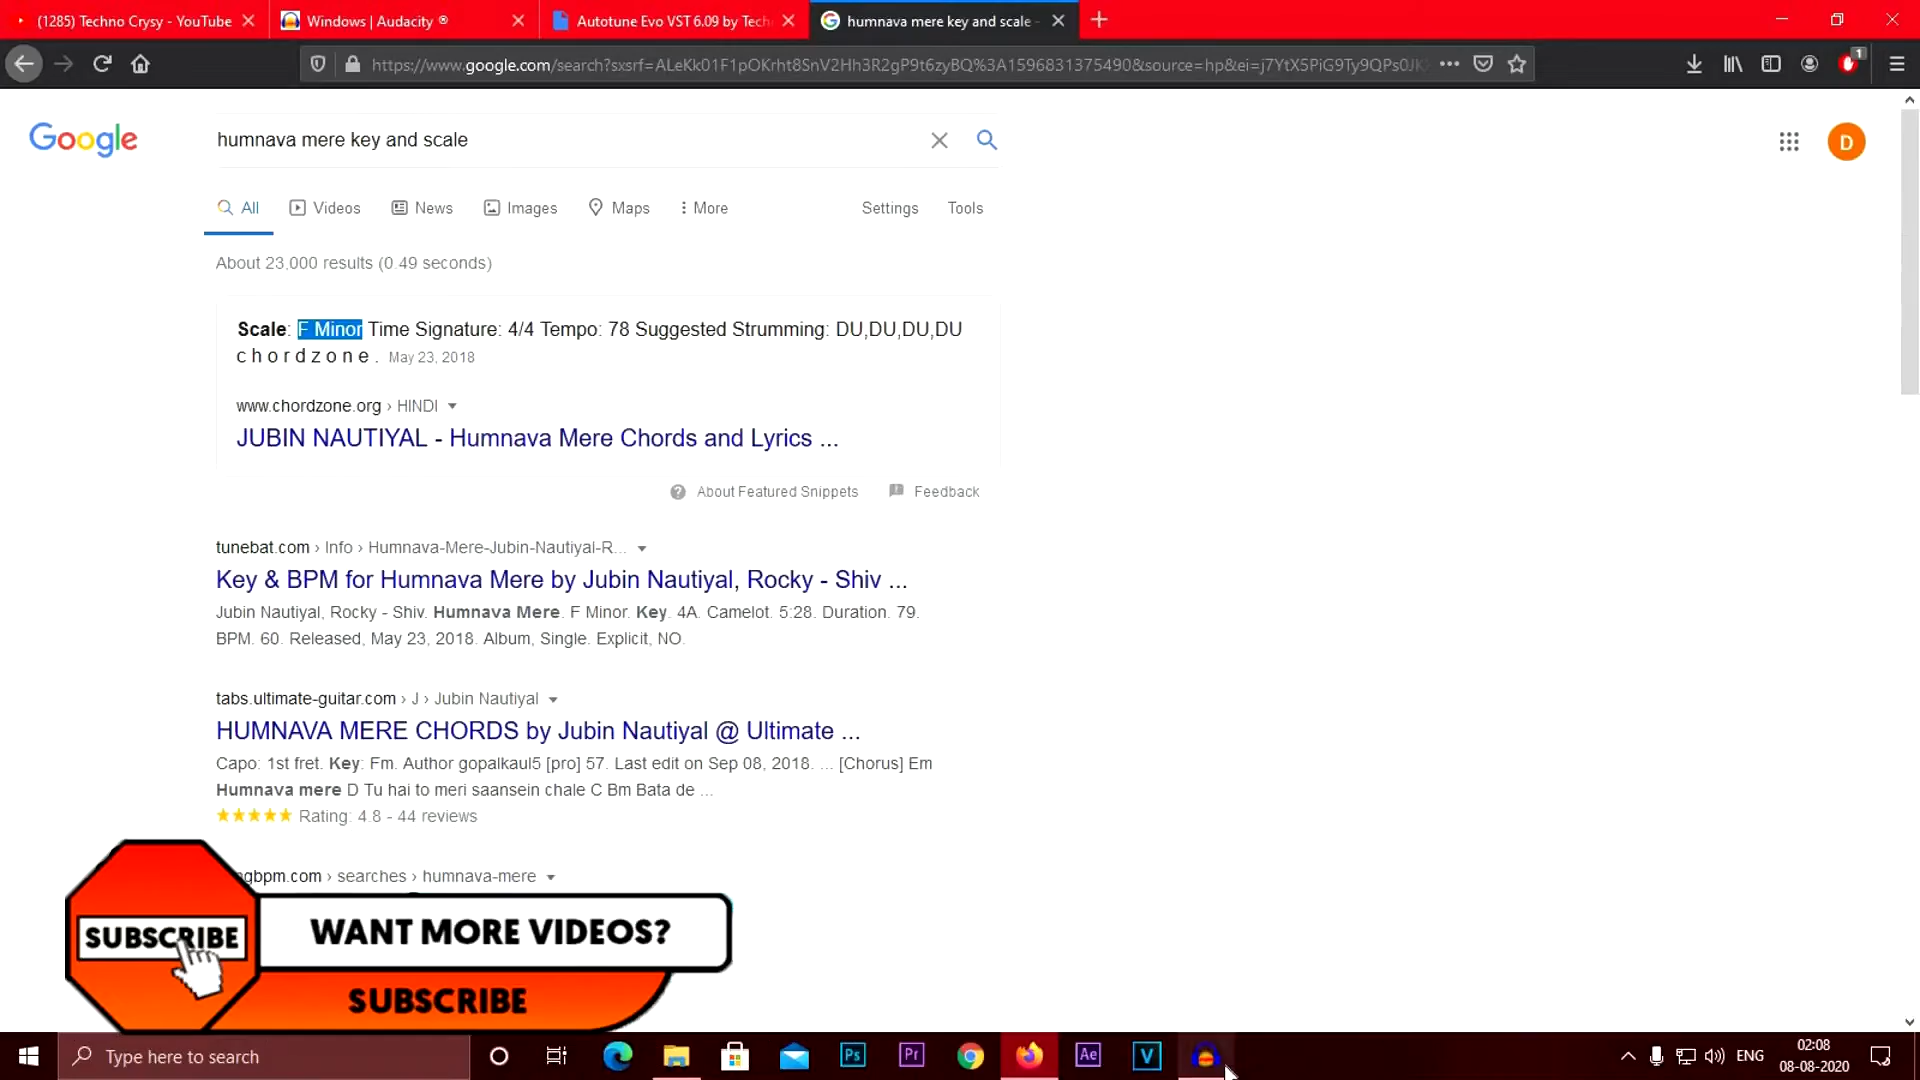 (1285) Techno Crysy - YouTube
Windows | Audacity ®
Autotune Evo VST 6.09 by Tech
humnava mere key and scale -
https://www.google.com/search?sxsrf=ALeKk01F1pOKrht8SnV2Hh3R2gP9t6zyBQ%3A1596831375490&source=hp&ei=j7YtX5PjG9Ty9QPs0JK
1
Google
humnava mere key and scale
D
All
Videos
News
Images
Maps
More
Settings
Tools
About 23,000 results (0.49 seconds)
Scale: F Minor Time Signature: 4/4 Tempo: 78 Suggested Strumming: DU,DU,DU,DU
c h o r d z o n e . May 23, 2018
www.chordzone.org › HINDI
JUBIN NAUTIYAL - Humnava Mere Chords and Lyrics ...
About Featured Snippets
Feedback
tunebat.com › Info › Humnava-Mere-Jubin-Nautiyal-R...
Key & BPM for Humnava Mere by Jubin Nautiyal, Rocky - Shiv ...
Jubin Nautiyal, Rocky - Shiv. Humnava Mere. F Minor. Key. 4A. Camelot. 5:28. Duration. 79.
BPM. 60. Released, May 23, 2018. Album, Single. Explicit, NO.
tabs.ultimate-guitar.com › J › Jubin Nautiyal
HUMNAVA MERE CHORDS by Jubin Nautiyal @ Ultimate ...
Capo: 1st fret. Key: Fm. Author gopalkaul5 [pro] 57. Last edit on Sep 08, 2018. ... [Chorus] Em
Humnava mere D Tu hai to meri saansein chale C Bm Bata de ...
Rating: 4.8 - 44 reviews
gbpm.com › searches › humnava-mere
SUBSCRIBE
WANT MORE VIDEOS?
SUBSCRIBE
Type here to search
Ps
Pr
Ae
V
ENG
02:08
08-08-2020